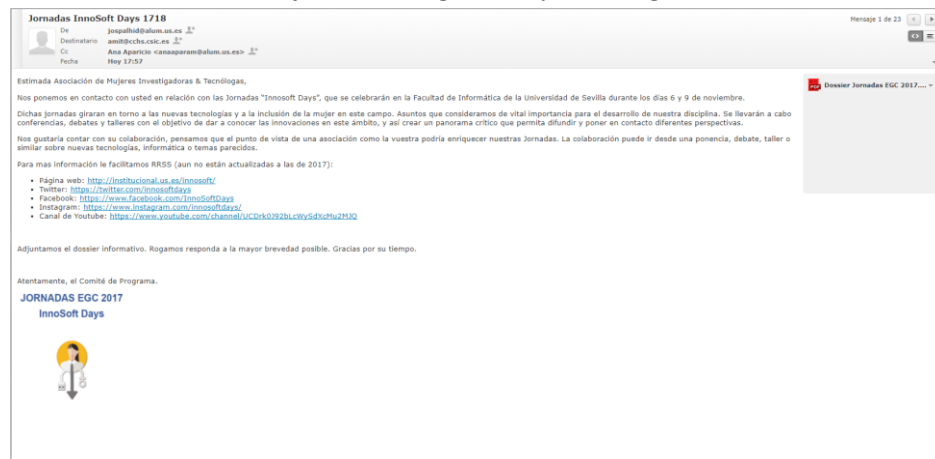 Jornadas InnoSoft Days 1718
Mensaje 1 de 23
De jospalhid@alum.us.es
Destinatario amit@cchs.csic.es
Cc Ana Aparicio <anaaparam@alum.us.es>
Fecha Hoy 17:57
Estimada Asociación de Mujeres Investigadoras & Tecnólogas,
Dossier Jornadas EGC 2017....
Nos ponemos en contacto con usted en relación con las Jornadas "Innosoft Days", que se celebrarán en la Facultad de Informática de la Universidad de Sevilla durante los días 6 y 9 de noviembre.
Dichas jornadas giraran en torno a las nuevas tecnologías y a la inclusión de la mujer en este campo. Asuntos que consideramos de vital importancia para el desarrollo de nuestra disciplina. Se llevarán a cabo
conferencias, debates y talleres con el objetivo de dar a conocer las innovaciones en este ámbito, y así crear un panorama crítico que permita difundir y poner en contacto diferentes perspectivas.
Nos gustaría contar con su colaboración, pensamos que el punto de vista de una asociación como la vuestra podría enriquecer nuestras Jornadas. La colaboración puede ir desde una ponencia, debate, taller o
similar sobre nuevas tecnologías, informática o temas parecidos.
Para mas información le facilitamos RRSS (aun no están actualizadas a las de 2017):
• Página web: http://institucional.us.es/innosoft/
• Twitter: https://twitter.com/innosoftdays
• Facebook: https://www.facebook.com/InnoSoftDays
• Instagram: https://www.instagram.com/innosoftdays/
• Canal de Youtube: https://www.youtube.com/channel/UCDrk0J92bLcWySdXcMu2MJQ
Adjuntamos el dossier informativo. Rogamos responda a la mayor brevedad posible. Gracias por su tiempo.
Atentamente, el Comité de Programa.
JORNADAS EGC 2017
InnoSoft Days